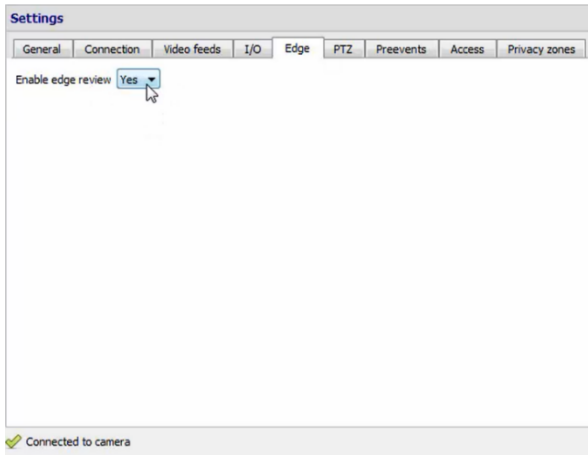 Settings
General Connection Video feeds I/O Edge PTZ Preevents Access Privacy zones
Enable edge review Yes
Connected to camera